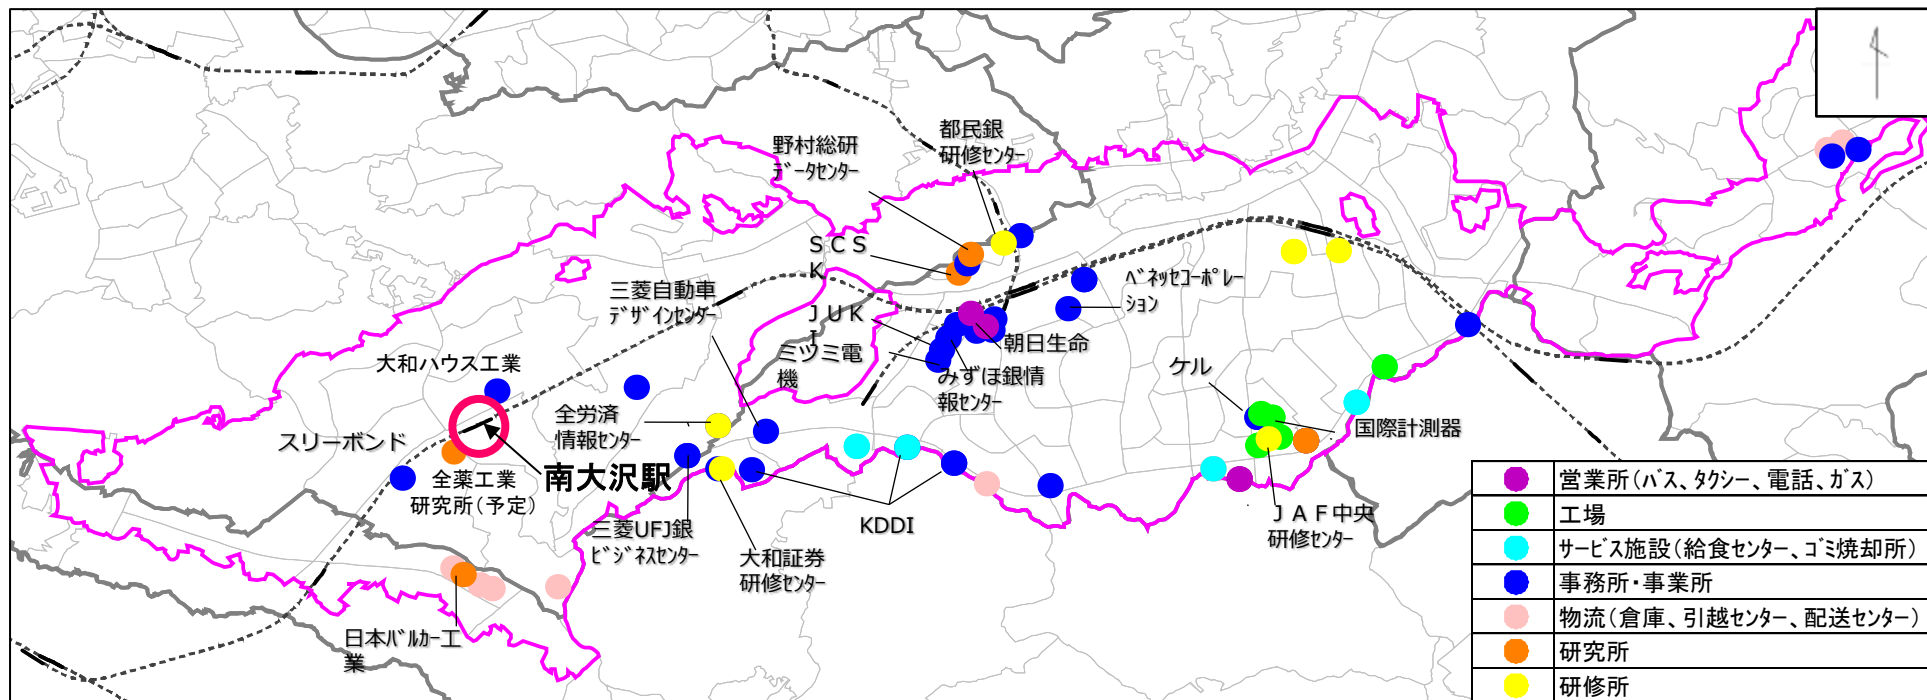 都民銀
研修ｾﾝﾀｰ
野村総研
ﾃﾞｰﾀｾﾝﾀｰ
ＳＣＳ
Ｋ
三菱自動車
ﾃﾞｻﾞｲﾝｾﾝﾀｰ
ＪＵＫ
Ｉ
ミツミ電
機
ﾍﾞﾈｯｾｺｰﾎﾟﾚｰ
ｼｮﾝ
朝日生命
みずほ銀情
報ｾﾝﾀｰ
大和ハウス工業
ケル
全労済
情報ｾﾝﾀｰ
国際計測器
スリーボンド
南大沢駅
全薬工業
研究所（予定）
三菱UFJ銀
ﾋﾞｼﾞﾈｽｾﾝﾀｰ
大和証券
研修ｾﾝﾀｰ
KDDI
ＪＡＦ中央
研修ｾﾝﾀｰ
日本ﾊﾞﾙｶｰ工
業
営業所（ﾊﾞｽ、ﾀｸｼｰ、電話、ｶﾞｽ）
工場
ｻｰﾋﾞｽ施設（給食ｾﾝﾀｰ、ｺﾞﾐ焼却所）
事務所・事業所
物流（倉庫、引越ｾﾝﾀｰ、配送ｾﾝﾀｰ）
研究所
研修所